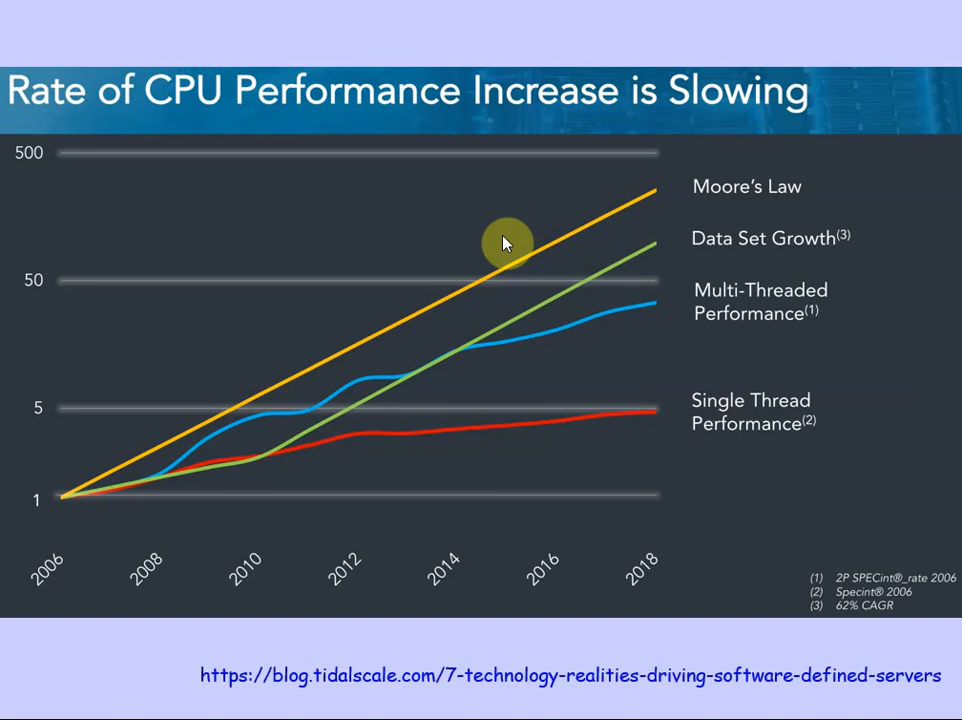 Rate of CPU Performance Increase is Slowing
500
Moore's Law
Data Set Growth(3)
50
Multi-Threaded
Performance(1)
5
Single Thread
Performance(2)
1
2006 2008 2010 2012 2014 2016 2018
(1) 2P SPECint®_rate 2006
(2) Specint® 2006
(3) 62% CAGR
https://blog.tidalscale.com/7-technology-realities-driving-software-defined-servers